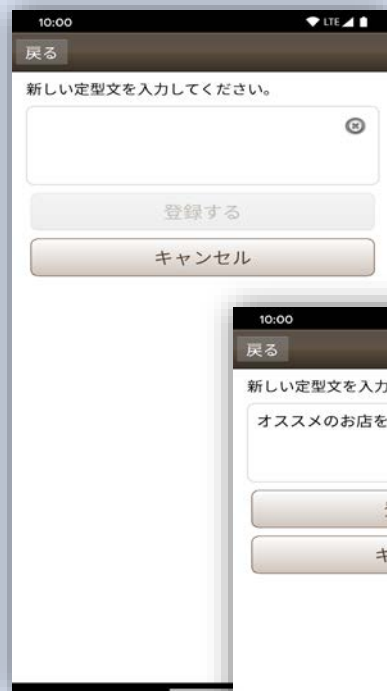 10:00 LTE
戻る
新しい定型文を入力してください。
登録する
キャンセル
10:00
戻る
新しい定型文を入力
オススメのお店を